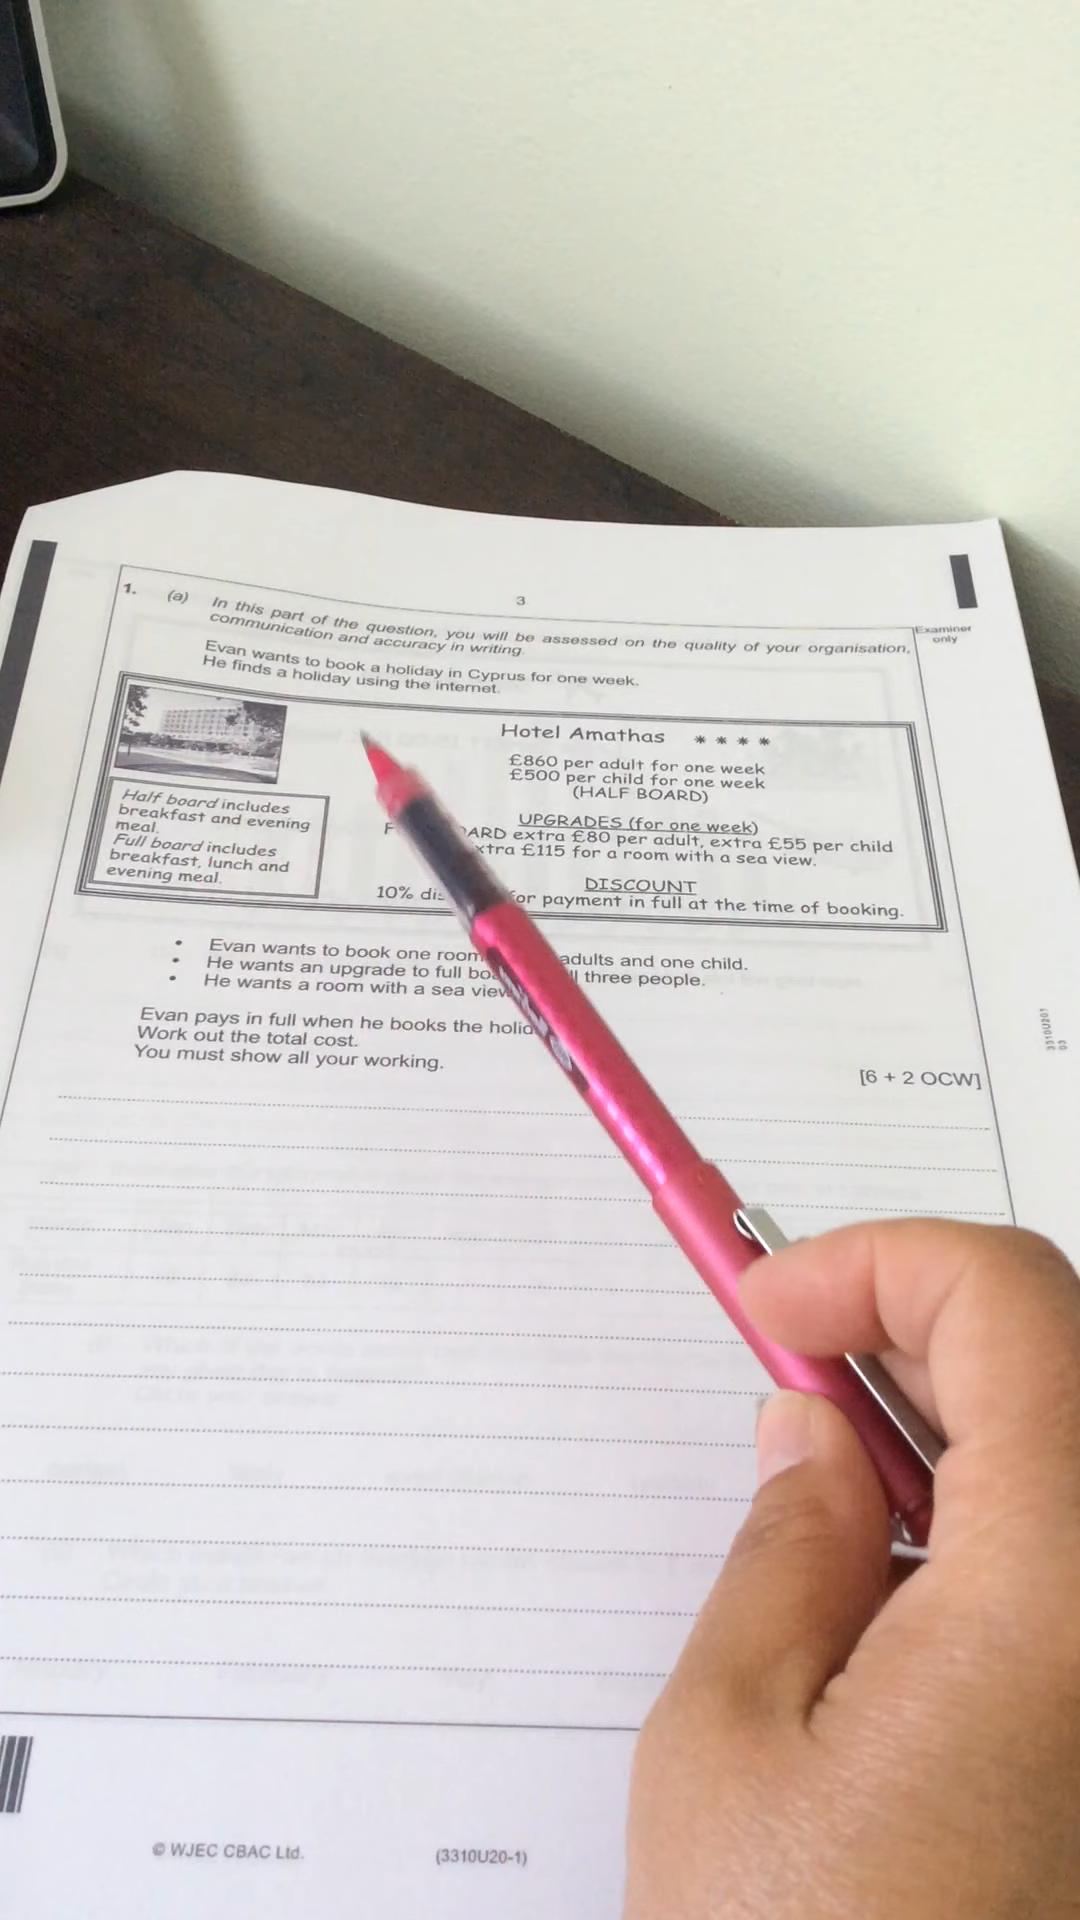 3
Examiner
only
1. (a) In this part of the question, you will be assessed on the quality of your organisation,
communication and accuracy in writing.
Evan wants to book a holiday in Cyprus for one week.
He finds a holiday using the internet.
Hotel Amathas * * * *
£860 per adult for one week
£500 per child for one week
(HALF BOARD)
Half board includes
breakfast and evening
meal.
Full board includes
breakfast, lunch and
evening meal.
UPGRADES (for one week)
extra £80 per adult, extra £55 per child
£115 for a room with a sea view.
DISCOUNT
10% for payment in full at the time of booking.
• Evan wants to book one room adults and one child.
• He wants an upgrade to full three people.
• He wants a room with a sea
Evan pays in full when he books the
Work out the total cost.
You must show all your working.
[6 + 2 OCW]
3310U201
03
© WJEC CBAC Ltd.
(3310U20-1)